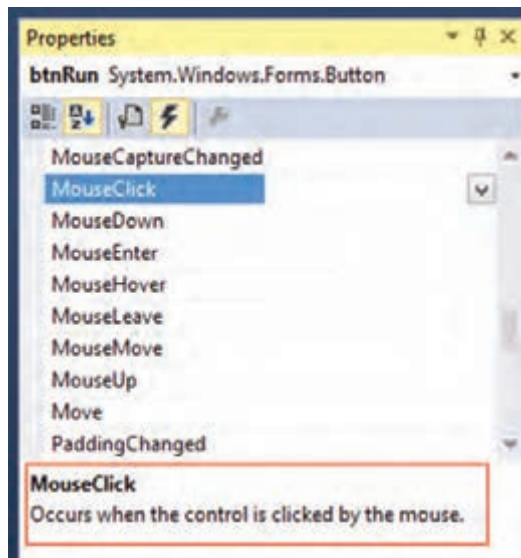 Properties
btnRun System.Windows.Forms.Button
MouseCaptureChanged
MouseClick
MouseDown
MouseEnter
MouseHover
MouseLeave
MouseMove
MouseUp
Move
PaddingChanged
MouseClick
Occurs when the control is clicked by the mouse.